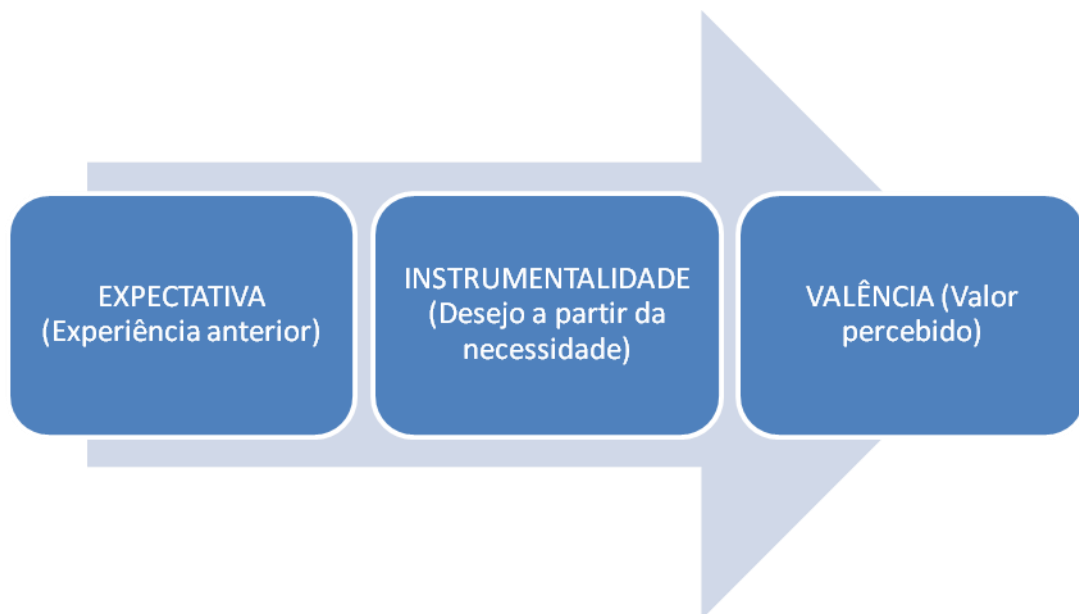 EXPECTATIVA
(Experiência anterior)
INSTRUMENTALIDADE
(Desejo a partir da
necessidade)
VALÊNCIA (Valor
percebido)